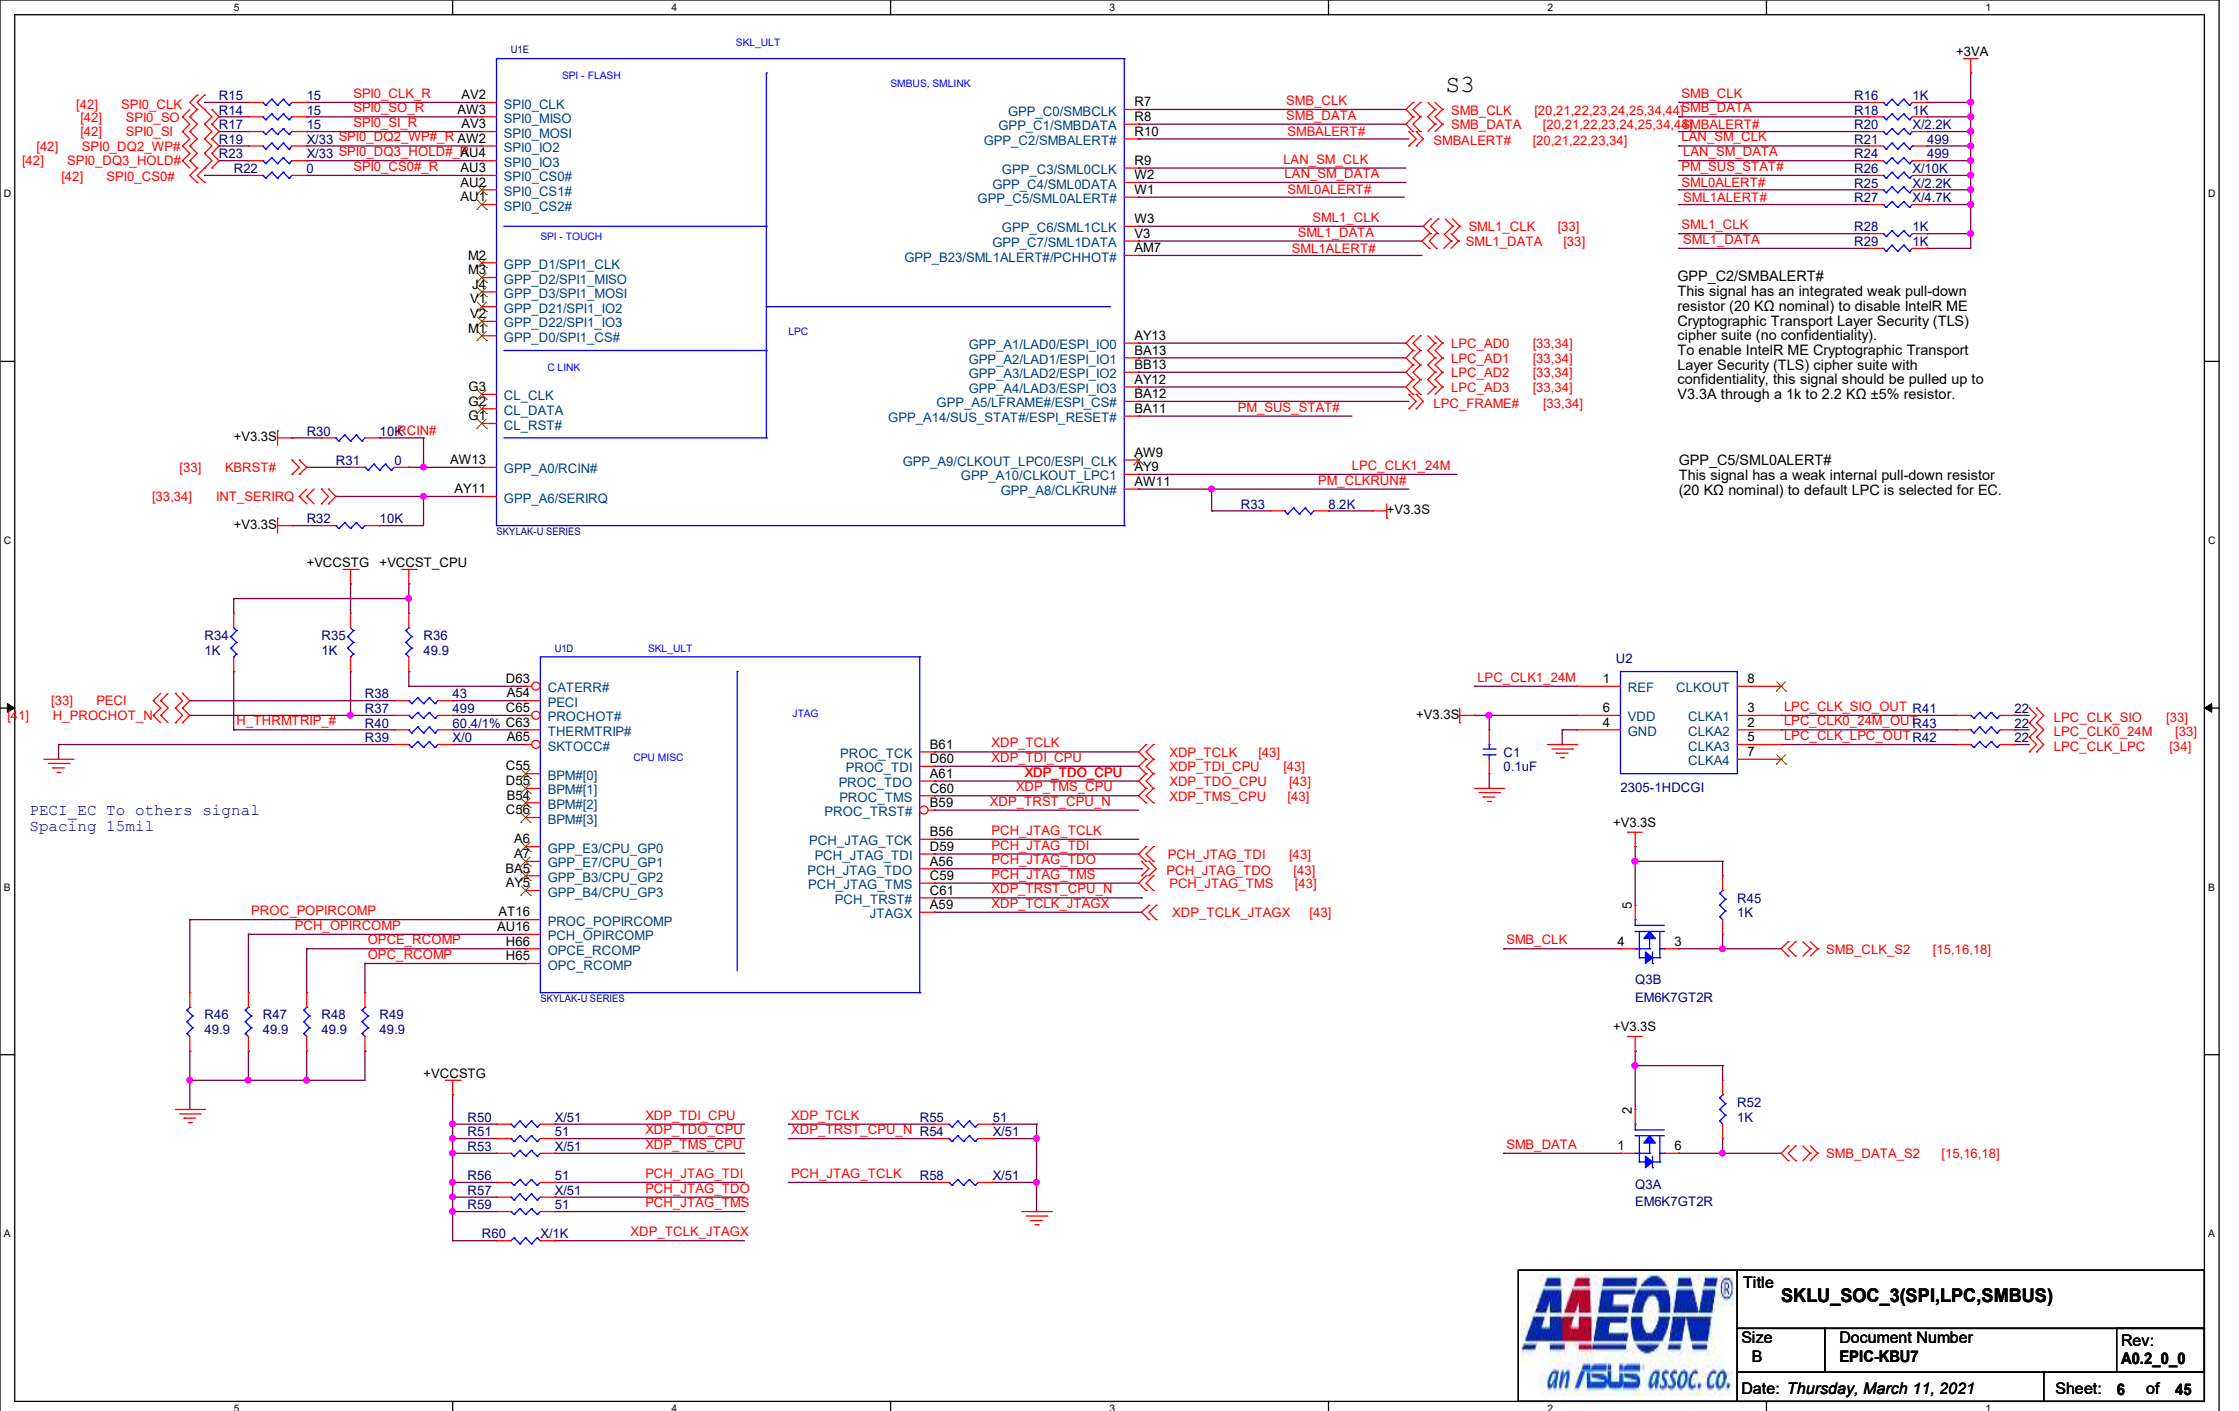 5 4 3 2 1
U1E
SKL_ULT
SPI - FLASH
SMBUS, SMLINK
[42] SPI0_CLK R15 15 SPI0_CLK_R AV2 SPI0_CLK
[42] SPI0_SO R14 15 SPI0_SO_R AW3 SPI0_MISO
[42] SPI0_SI R17 15 SPI0_SI_R AV3 SPI0_MOSI
[42] SPI0_DQ2_WP# R19 X/33 SPI0_DQ2_WP#_R AW2 SPI0_IO2
[42] SPI0_DQ3_HOLD# R23 X/33 SPI0_DQ3_HOLD#_R AU4 SPI0_IO3
[42] SPI0_CS0# R22 0 SPI0_CS0#_R AU3 SPI0_CS0#
AU2 SPI0_CS1#
AU1 SPI0_CS2#
SPI - TOUCH
M2 GPP_D1/SPI1_CLK
M3 GPP_D2/SPI1_MISO
J4 GPP_D3/SPI1_MOSI
V1 GPP_D21/SPI1_IO2
V2 GPP_D22/SPI1_IO3
M1 GPP_D0/SPI1_CS#
C LINK
G3 CL_CLK
G2 CL_DATA
G1 CL_RST#
+V3.3S R30 10K RCIN#
[33] KBRST# R31 0 AW13 GPP_A0/RCIN#
[33,34] INT_SERIRQ AY11 GPP_A6/SERIRQ
+V3.3S R32 10K
SKYLAK-U SERIES
S3
GPP_C0/SMBCLK R7 SMB_CLK SMB_CLK [20,21,22,23,24,25,34,44]
GPP_C1/SMBDATA R8 SMB_DATA SMB_DATA [20,21,22,23,24,25,34,44]
GPP_C2/SMBALERT# R10 SMBALERT# SMBALERT# [20,21,22,23,34]
GPP_C3/SML0CLK R9 LAN_SM_CLK
GPP_C4/SML0DATA W2 LAN_SM_DATA
GPP_C5/SML0ALERT# W1 SML0ALERT#
GPP_C6/SML1CLK W3 SML1_CLK SML1_CLK [33]
GPP_C7/SML1DATA V3 SML1_DATA SML1_DATA [33]
GPP_B23/SML1ALERT#/PCHHOT# AM7 SML1ALERT#
LPC
GPP_A1/LAD0/ESPI_IO0 AY13 LPC_AD0 [33,34]
GPP_A2/LAD1/ESPI_IO1 BA13 LPC_AD1 [33,34]
GPP_A3/LAD2/ESPI_IO2 BB13 LPC_AD2 [33,34]
GPP_A4/LAD3/ESPI_IO3 AY12 LPC_AD3 [33,34]
GPP_A5/LFRAME#/ESPI_CS# BA12 LPC_FRAME# [33,34]
GPP_A14/SUS_STAT#/ESPI_RESET# BA11 PM_SUS_STAT#
GPP_A9/CLKOUT_LPC0/ESPI_CLK AW9
GPP_A10/CLKOUT_LPC1 AY9 LPC_CLK1_24M
GPP_A8/CLKRUN# AW11 PM_CLKRUN#
R33 8.2K +V3.3S
+3VA
SMB_CLK R16 1K
SMB_DATA R18 1K
SMBALERT# R20 X/2.2K
LAN_SM_CLK R21 499
LAN_SM_DATA R24 499
PM_SUS_STAT# R26 X/10K
SML0ALERT# R25 X/2.2K
SML1ALERT# R27 X/4.7K
SML1_CLK R28 1K
SML1_DATA R29 1K
GPP_C2/SMBALERT#
This signal has an integrated weak pull-down
resistor (20 KΩ nominal) to disable IntelR ME
Cryptographic Transport Layer Security (TLS)
cipher suite (no confidentiality).
To enable IntelR ME Cryptographic Transport
Layer Security (TLS) cipher suite with
confidentiality, this signal should be pulled up to
V3.3A through a 1k to 2.2 KΩ ±5% resistor.
GPP_C5/SML0ALERT#
This signal has a weak internal pull-down resistor
(20 KΩ nominal) to default LPC is selected for EC.
+VCCSTG +VCCST_CPU
R34 1K
R35 1K
R36 49.9
U1D
SKL_ULT
D63 CATERR#
[33] PECI R38 43 A54 PECI
[41] H_PROCHOT_N R37 499 C65 PROCHOT#
H_THRMTRIP_# R40 60.4/1% C63 THERMTRIP#
R39 X/0 A65 SKTOCC#
CPU MISC
JTAG
C55 BPM#[0]
D55 BPM#[1]
B54 BPM#[2]
C56 BPM#[3]
A6 GPP_E3/CPU_GP0
A7 GPP_E7/CPU_GP1
BA5 GPP_B3/CPU_GP2
AY5 GPP_B4/CPU_GP3
PROC_POPIRCOMP AT16 PROC_POPIRCOMP
PCH_OPIRCOMP AU16 PCH_OPIRCOMP
OPCE_RCOMP H66 OPCE_RCOMP
OPC_RCOMP H65 OPC_RCOMP
SKYLAK-U SERIES
PECI_EC To others signal
Spacing 15mil
R46 49.9
R47 49.9
R48 49.9
R49 49.9
PROC_TCK B61 XDP_TCLK XDP_TCLK [43]
PROC_TDI D60 XDP_TDI_CPU XDP_TDI_CPU [43]
PROC_TDO A61 XDP_TDO_CPU XDP_TDO_CPU [43]
PROC_TMS C60 XDP_TMS_CPU XDP_TMS_CPU [43]
PROC_TRST# B59 XDP_TRST_CPU_N
PCH_JTAG_TCK B56 PCH_JTAG_TCLK
PCH_JTAG_TDI D59 PCH_JTAG_TDI PCH_JTAG_TDI [43]
PCH_JTAG_TDO A56 PCH_JTAG_TDO PCH_JTAG_TDO [43]
PCH_JTAG_TMS C59 PCH_JTAG_TMS PCH_JTAG_TMS [43]
PCH_TRST# C61 XDP_TRST_CPU_N
JTAGX A59 XDP_TCLK_JTAGX XDP_TCLK_JTAGX [43]
U2
LPC_CLK1_24M 1 REF CLKOUT 8
+V3.3S 6 VDD CLKA1 3 LPC_CLK_SIO_OUT R41 22 LPC_CLK_SIO [33]
4 GND CLKA2 2 LPC_CLK0_24M_OUT R43 22 LPC_CLK0_24M [33]
CLKA3 5 LPC_CLK_LPC_OUT R42 22 LPC_CLK_LPC [34]
CLKA4 7
C1
0.1uF
2305-1HDCGI
+V3.3S
R45
1K
5
SMB_CLK 4 3 SMB_CLK_S2 [15,16,18]
Q3B
EM6K7GT2R
+V3.3S
R52
1K
2
SMB_DATA 1 6 SMB_DATA_S2 [15,16,18]
Q3A
EM6K7GT2R
+VCCSTG
R50 X/51 XDP_TDI_CPU
R51 51 XDP_TDO_CPU
R53 X/51 XDP_TMS_CPU
R56 51 PCH_JTAG_TDI
R57 X/51 PCH_JTAG_TDO
R59 51 PCH_JTAG_TMS
R60 X/1K XDP_TCLK_JTAGX
XDP_TCLK R55 51
XDP_TRST_CPU_N R54 X/51
PCH_JTAG_TCLK R58 X/51
D D
C C
B B
A A
AAEON®
an ASUS assoc. co.
Title
SKLU_SOC_3(SPI,LPC,SMBUS)
Size Document Number Rev:
B EPIC-KBU7 A0.2_0_0
Date: Thursday, March 11, 2021 Sheet: 6 of 45
5 4 3 2 1